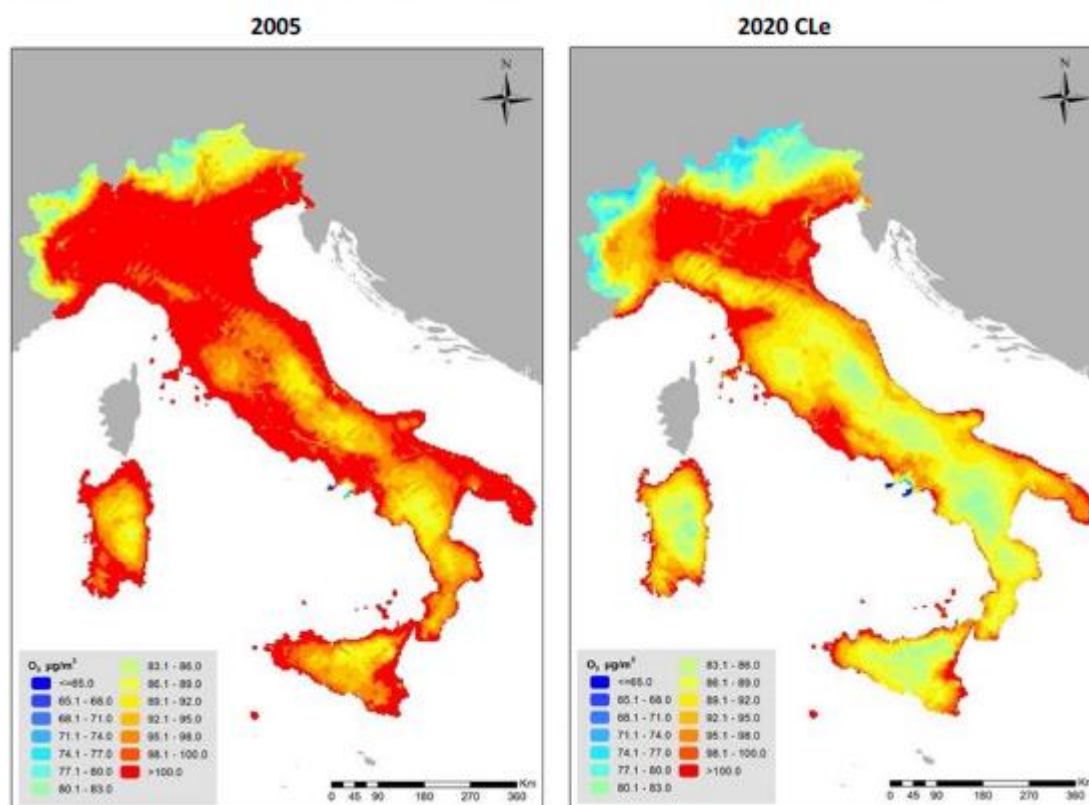 2005
N
O₃ µg/m³
<=65.0
65.1 - 68.0
68.1 - 71.0
71.1 - 74.0
74.1 - 77.0
77.1 - 80.0
80.1 - 83.0
83.1 - 86.0
86.1 - 89.0
89.1 - 92.0
92.1 - 95.0
95.1 - 98.0
98.1 - 100.0
>100.0
Km
0 45 90 180 270 360
2020 CLe
N
O₃ µg/m³
<=65.0
65.1 - 68.0
68.1 - 71.0
71.1 - 74.0
74.1 - 77.0
77.1 - 80.0
80.1 - 83.0
83.1 - 86.0
86.1 - 89.0
89.1 - 92.0
92.1 - 95.0
95.1 - 98.0
98.1 - 100.0
>100.0
Km
0 45 90 180 270 360